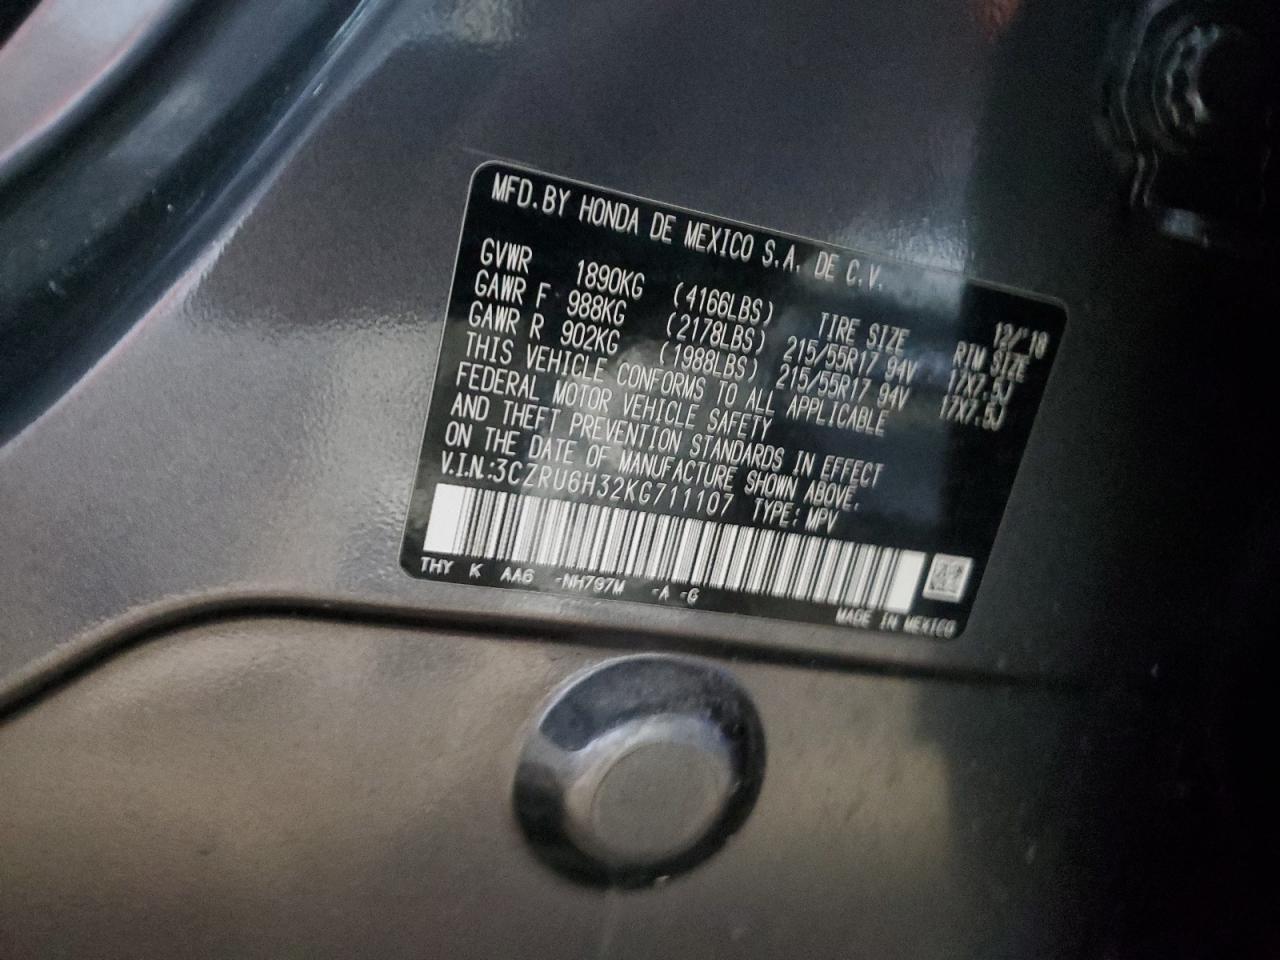 MFD.BY HONDA DE MEXICO S.A. DE C.V.
12/'18
GVWR 1890KG (4166LBS) TIRE SIZE RIM SIZE
GAWR F 988KG (2178LBS) 215/55R17 94V 17X7.5J
GAWR R 902KG (1988LBS) 215/55R17 94V 17X7.5J
THIS VEHICLE CONFORMS TO ALL APPLICABLE
FEDERAL MOTOR VEHICLE SAFETY
AND THEFT PREVENTION STANDARDS IN EFFECT
ON THE DATE OF MANUFACTURE SHOWN ABOVE.
V.I.N.:3CZRU6H32KG711107 TYPE: MPV
THY K AA6 -NH797M -A -G
MADE IN MEXICO